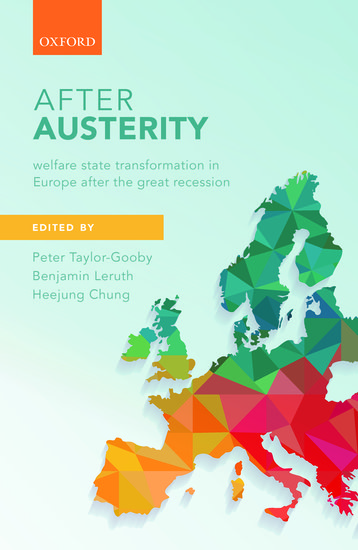 OXFORD
AFTER
AUSTERITY
welfare state transformation in
Europe after the great recession
EDITED BY
Peter Taylor-Gooby
Benjamin Leruth
Heejung Chung